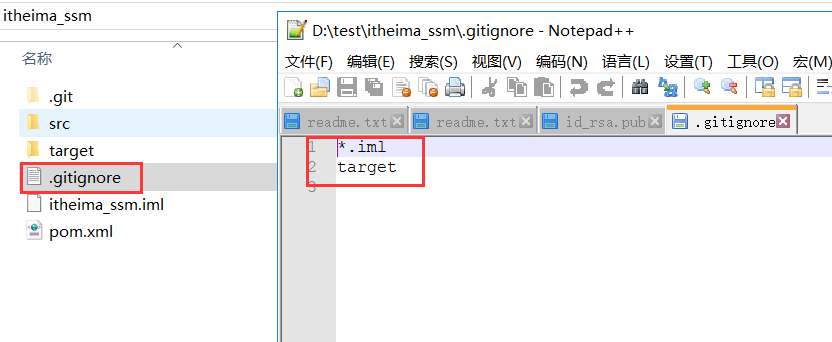 itheima_ssm
名称
.git
src
target
.gitignore
itheima_ssm.iml
pom.xml
D:\test\itheima_ssm\.gitignore - Notepad++
文件(F) 编辑(E) 搜索(S) 视图(V) 编码(N) 语言(L) 设置(T) 工具(O) 宏(M)
readme.txt readme.txt id_rsa.pub .gitignore
1 *.iml
2 target
3